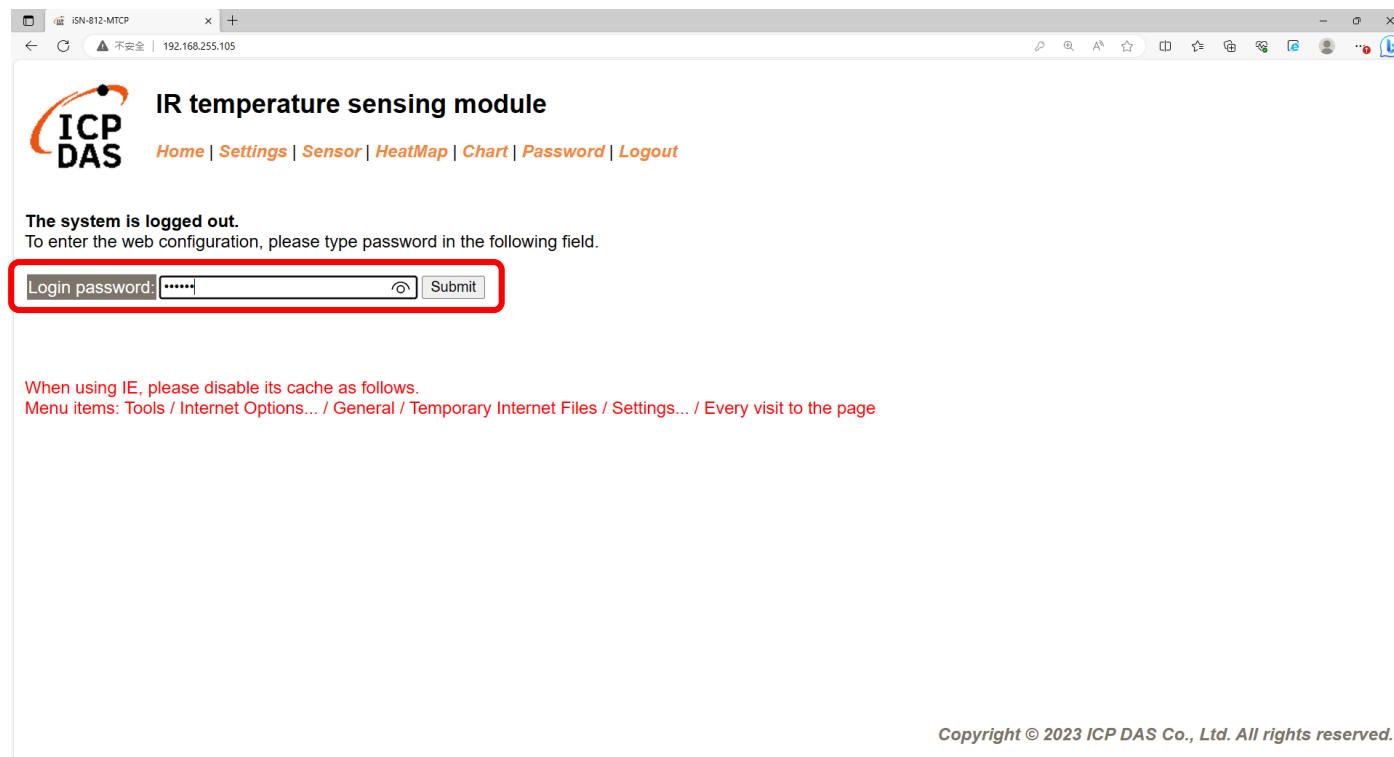 iSN-812-MTCP
不安全 | 192.168.255.105
ICP DAS
IR temperature sensing module
Home | Settings | Sensor | HeatMap | Chart | Password | Logout
The system is logged out.
To enter the web configuration, please type password in the following field.
Login password: •••••• Submit
When using IE, please disable its cache as follows.
Menu items: Tools / Internet Options... / General / Temporary Internet Files / Settings... / Every visit to the page
Copyright © 2023 ICP DAS Co., Ltd. All rights reserved.